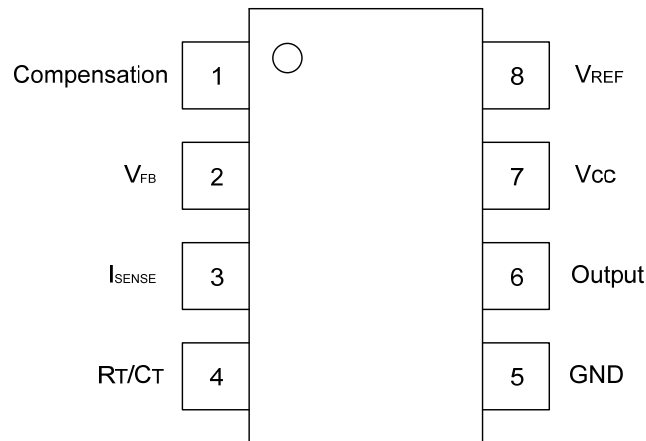 Compensation 1 8 VREF
VFB 2 7 VCC
ISENSE 3 6 Output
RT/CT 4 5 GND